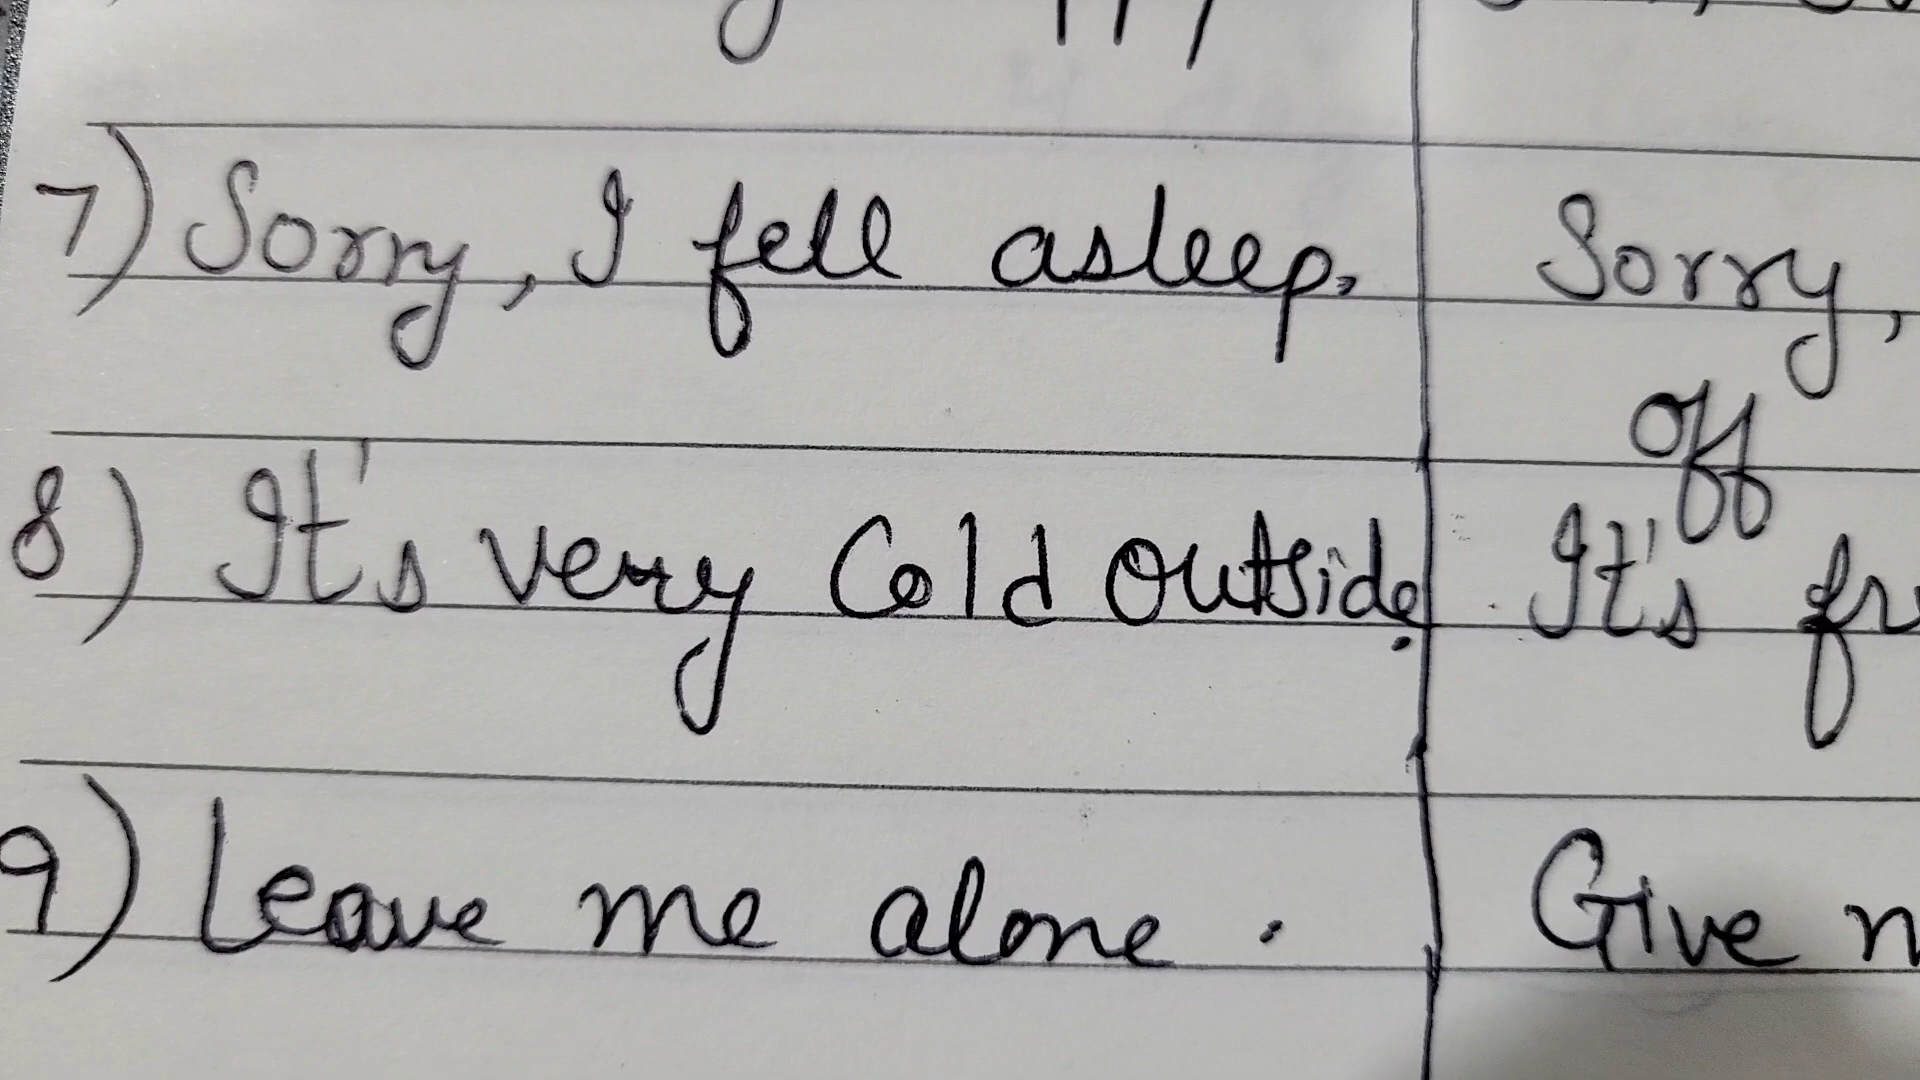 7) Sorry, I fell asleep. Sorry,
off
8) It's very Cold outside. It's
9) Leave me alone. Give